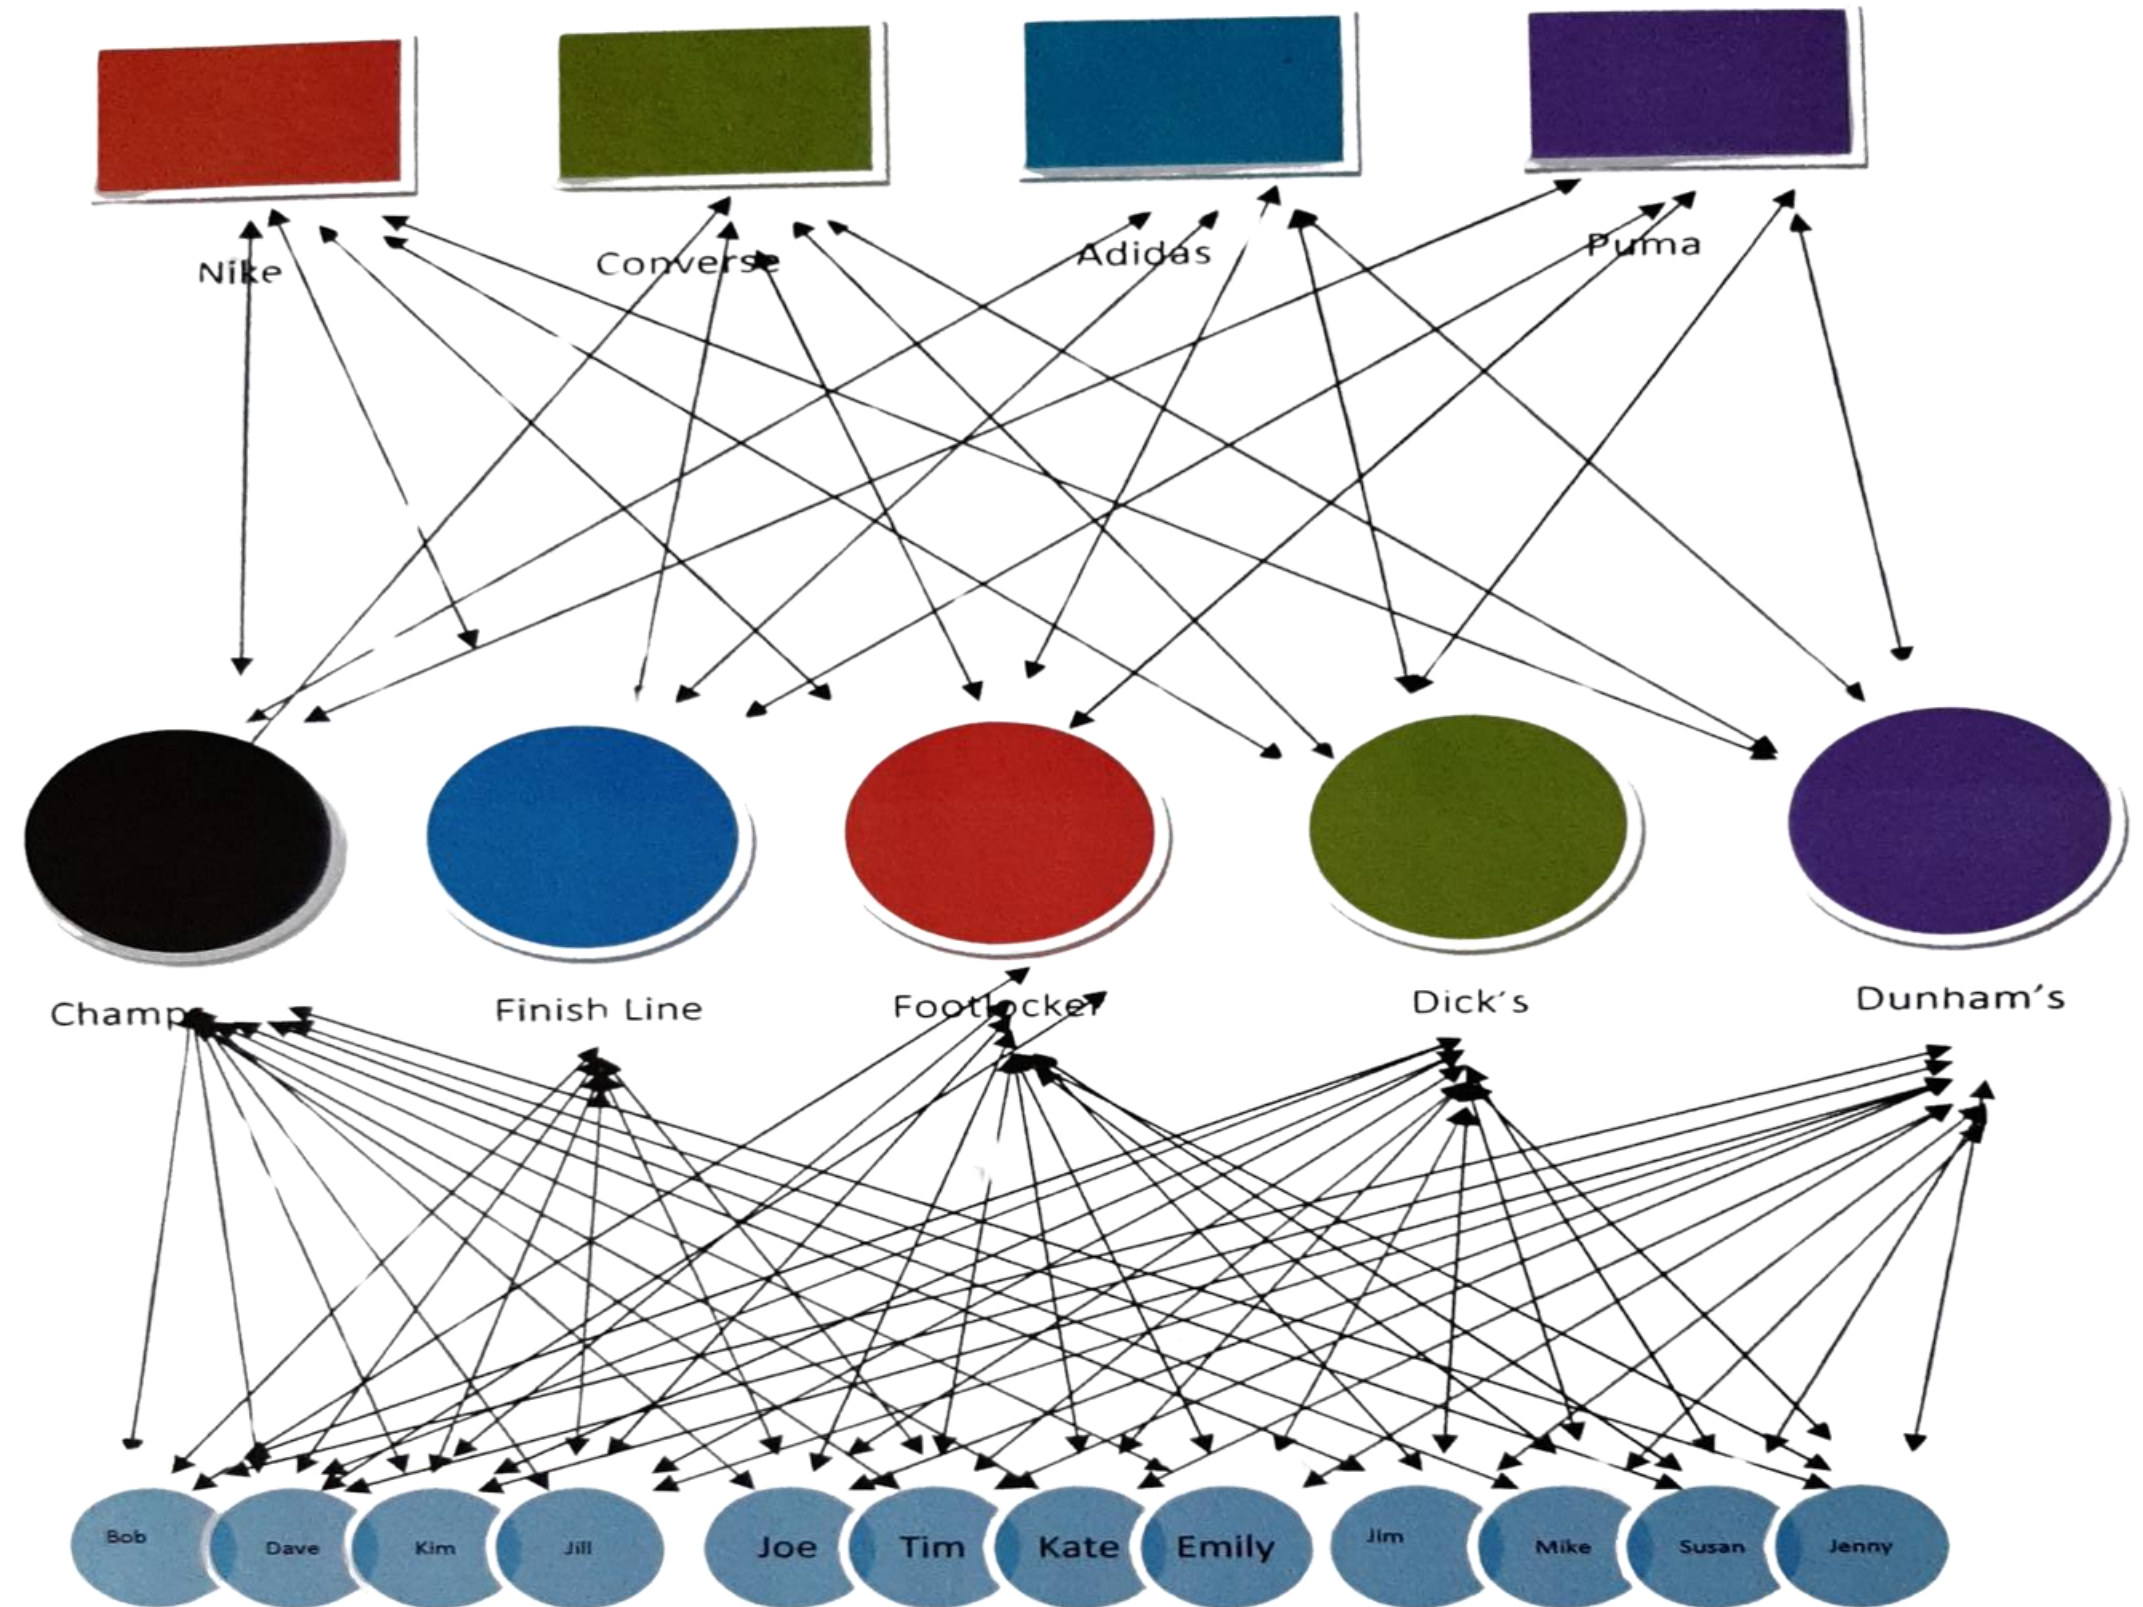 Nike
Converse
Adidas
Puma
Champs
Finish Line
Footlocker
Dick's
Dunham's
Bob
Dave
Kim
Jill
Joe
Tim
Kate
Emily
Jim
Mike
Susan
Jenny